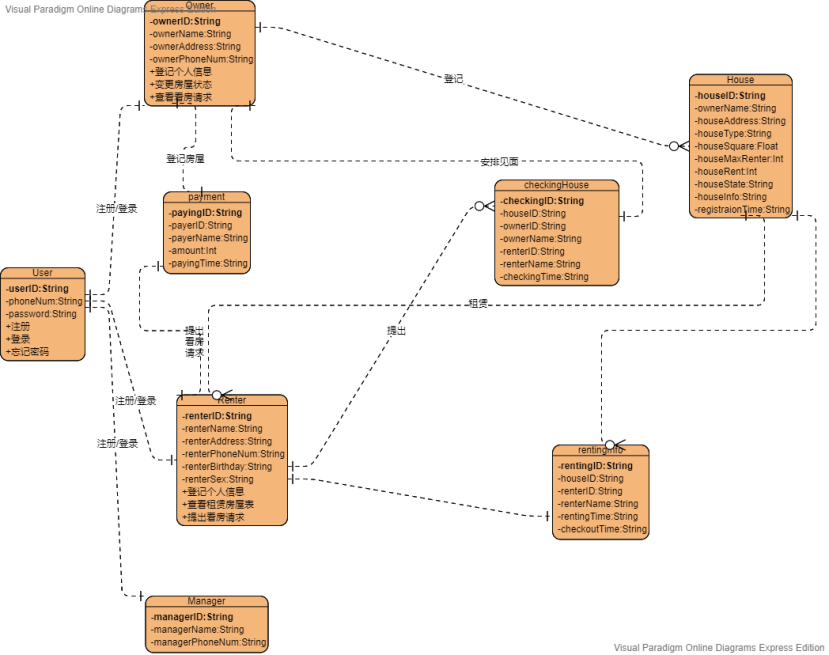 Visual Paradigm Online Diagrams Express Edition
Owner
-ownerID:String
-ownerName:String
-ownerAddress:String
-ownerPhoneNum:String
+登记个人信息
+变更房屋状态
+查看看房请求
登记
House
-houseID:String
-ownerName:String
-houseAddress:String
-houseType:String
-houseSquare:Float
-houseMaxRenter:Int
-houseRent:Int
-houseState:String
-houseInfo:String
-registraionTime:String
登记房屋
安排见面
payment
-payingID:String
-payerID:String
-payerName:String
-amount:Int
-payingTime:String
checkingHouse
-checkingID:String
-houseID:String
-ownerID:String
-ownerName:String
-renterID:String
-renterName:String
-checkingTime:String
注册/登录
User
-userID:String
-phoneNum:String
-password:String
+注册
+登录
+忘记密码
租赁
提出
看房
请求
提出
注册/登录
注册/登录
Renter
-renterID:String
-renterName:String
-renterAddress:String
-renterPhoneNum:String
-renterBirthday:String
-renterSex:String
+登记个人信息
+查看租赁房屋表
+提出看房请求
rentingInfo
-rentingID:String
-houseID:String
-renterID:String
-renterName:String
-rentingTime:String
-checkoutTime:String
Manager
-managerID:String
-managerName:String
-managerPhoneNum:String
Visual Paradigm Online Diagrams Express Edition